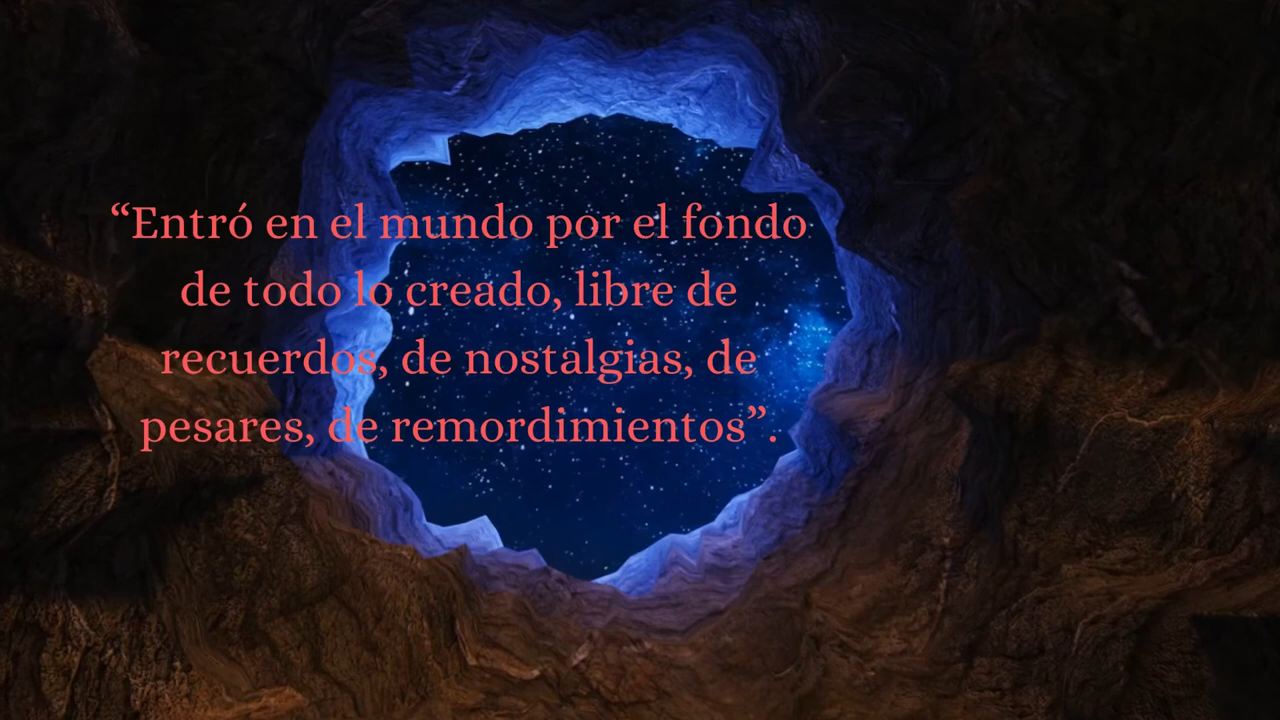 “Entró en el mundo por el fondo
de todo lo creado, libre de
recuerdos, de nostalgias, de
pesares, de remordimientos”.